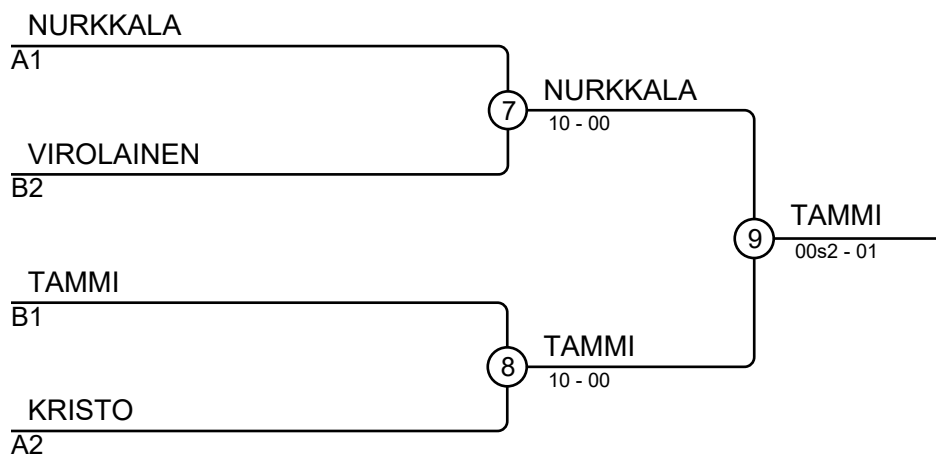 NURKKALA
A1
7
NURKKALA
10 - 00
VIROLAINEN
B2
9
TAMMI
00s2 - 01
TAMMI
B1
8
TAMMI
10 - 00
KRISTO
A2